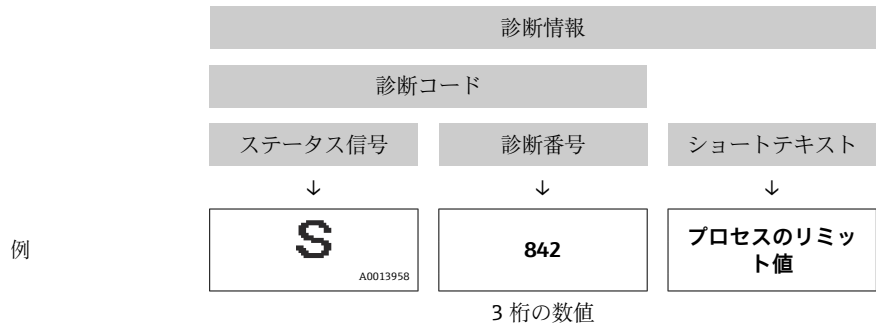 診断情報
診断コード
ステータス信号 診断番号 ショートテキスト
↓ ↓ ↓
例 S A0013958 842 プロセスのリミッ
ト値
3 桁の数値